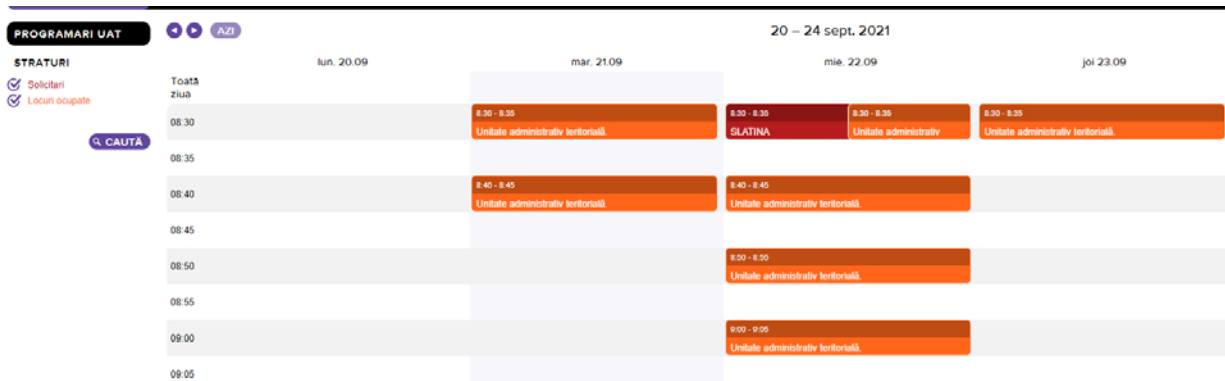 PROGRAMARI UAT
AZI
20 – 24 sept. 2021
STRATURI
Solicitari
Locuri ocupate
CAUTĂ
lun. 20.09
mar. 21.09
mie. 22.09
joi 23.09
Toată
ziua
08:30
8:30 - 8:35
Unitate administrativ teritorială.
8:30 - 8:35
SLATINA
8:30 - 8:35
Unitate administrativ
8:30 - 8:35
Unitate administrativ teritorială.
08:35
08:40
8:40 - 8:45
Unitate administrativ teritorială.
8:40 - 8:45
Unitate administrativ teritorială.
08:45
08:50
8:50 - 8:55
Unitate administrativ teritorială.
08:55
09:00
9:00 - 9:05
Unitate administrativ teritorială.
09:05